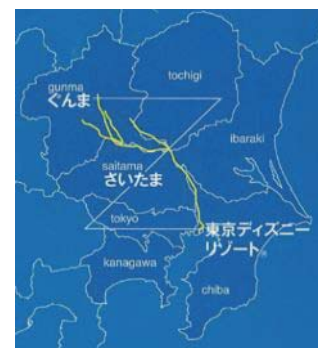 tochigi
gunma
ぐんま
ibaraki
saitama
さいたま
東京ディズニー
リゾート®
tokyo
kanagawa
chiba